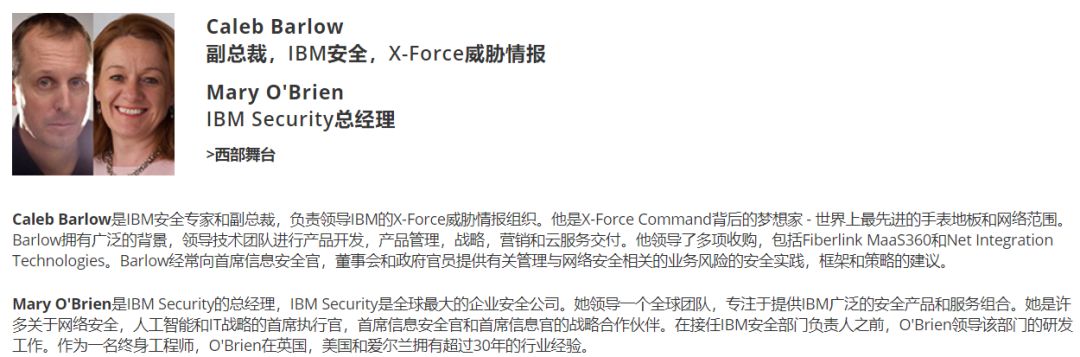 Caleb Barlow
副总裁，IBM安全，X-Force威胁情报
Mary O'Brien
IBM Security总经理
>西部舞台
Caleb Barlow是IBM安全专家和副总裁，负责领导IBM的X-Force威胁情报组织。他是X-Force Command背后的梦想家 - 世界上最先进的手表地板和网络范围。
Barlow拥有广泛的背景，领导技术团队进行产品开发，产品管理，战略，营销和云服务交付。他领导了多项收购，包括Fiberlink MaaS360和Net Integration
Technologies。Barlow经常向首席信息安全官，董事会和政府官员提供有关管理与网络安全相关的业务风险的安全实践，框架和策略的建议。
Mary O'Brien是IBM Security的总经理，IBM Security是全球最大的企业安全公司。她领导一个全球团队，专注于提供IBM广泛的安全产品和服务组合。她是许
多关于网络安全，人工智能和IT战略的首席执行官，首席信息安全官和首席信息官的战略合作伙伴。在接任IBM安全部门负责人之前，O'Brien领导该部门的研发
工作。作为一名终身工程师，O'Brien在英国，美国和爱尔兰拥有超过30年的行业经验。